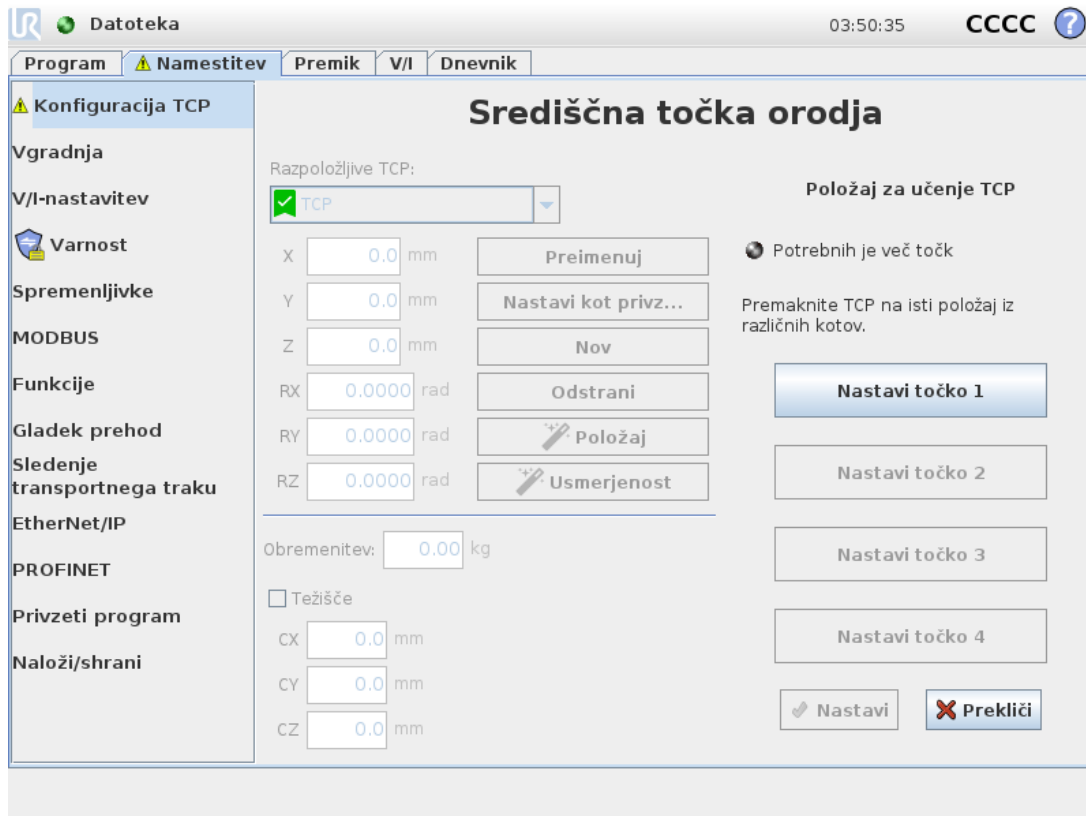 UR Datoteka 03:50:35 CCCC ?
Program Namestitev Premik V/I Dnevnik
Konfiguracija TCP
Vgradnja
V/I-nastavitev
Varnost
Spremenljivke
MODBUS
Funkcije
Gladek prehod
Sledenje
transportnega traku
EtherNet/IP
PROFINET
Privzeti program
Naloži/shrani
Središčna točka orodja
Razpoložljive TCP:
TCP
X 0.0 mm Preimenuj
Y 0.0 mm Nastavi kot privz...
Z 0.0 mm Nov
RX 0.0000 rad Odstrani
RY 0.0000 rad Položaj
RZ 0.0000 rad Usmerjenost
Obremenitev: 0.00 kg
Težišče
CX 0.0 mm
CY 0.0 mm
CZ 0.0 mm
Položaj za učenje TCP
Potrebnih je več točk
Premaknite TCP na isti položaj iz
različnih kotov.
Nastavi točko 1
Nastavi točko 2
Nastavi točko 3
Nastavi točko 4
Nastavi Prekliči